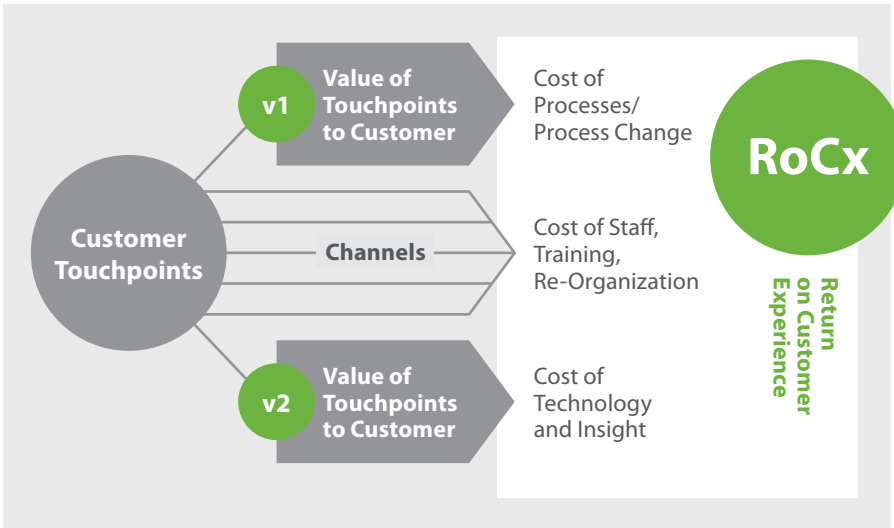 v1
Value of
Touchpoints
to Customer
Cost of
Processes/
Process Change
RoCx
Customer
Touchpoints
Channels
Cost of Staff,
Training,
Re-Organization
Return
on Customer
Experience
v2
Value of
Touchpoints
to Customer
Cost of
Technology
and Insight